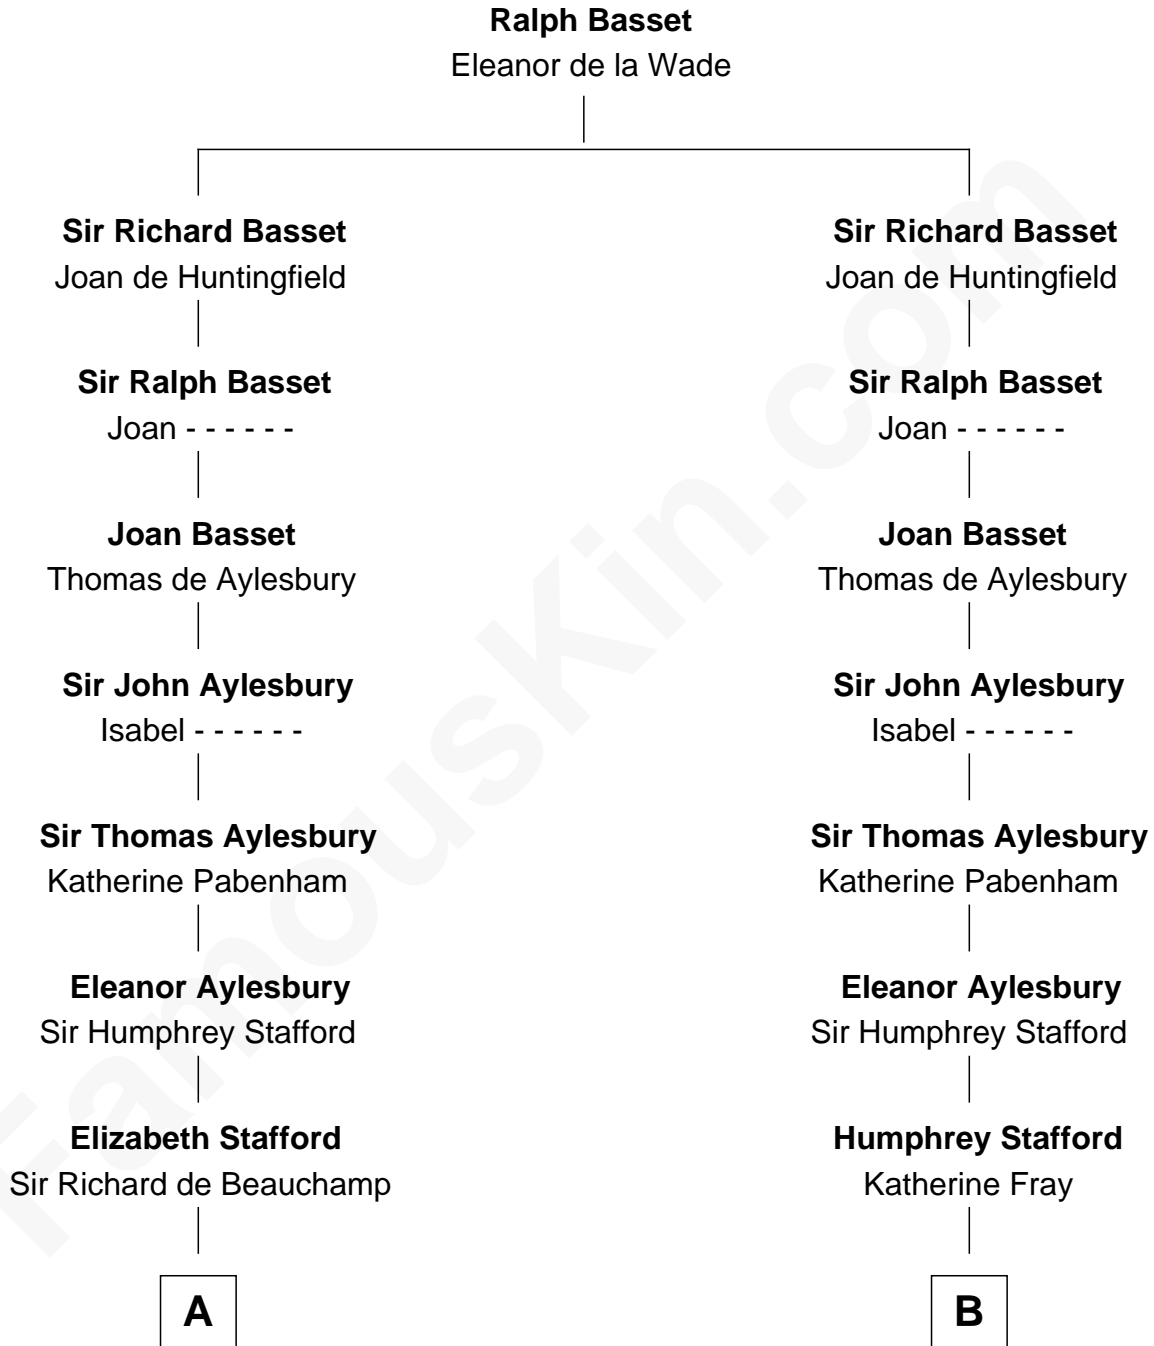 Ralph Basset
Eleanor de la Wade
Sir Richard Basset
Joan de Huntingfield
Sir Ralph Basset
Joan - - - - - -
Joan Basset
Thomas de Aylesbury
Sir John Aylesbury
Isabel - - - - - -
Sir Thomas Aylesbury
Katherine Pabenham
Eleanor Aylesbury
Sir Humphrey Stafford
Elizabeth Stafford
Sir Richard de Beauchamp
A
Sir Richard Basset
Joan de Huntingfield
Sir Ralph Basset
Joan - - - - - -
Joan Basset
Thomas de Aylesbury
Sir John Aylesbury
Isabel - - - - - -
Sir Thomas Aylesbury
Katherine Pabenham
Eleanor Aylesbury
Sir Humphrey Stafford
Humphrey Stafford
Katherine Fray
B
FamousKin.com